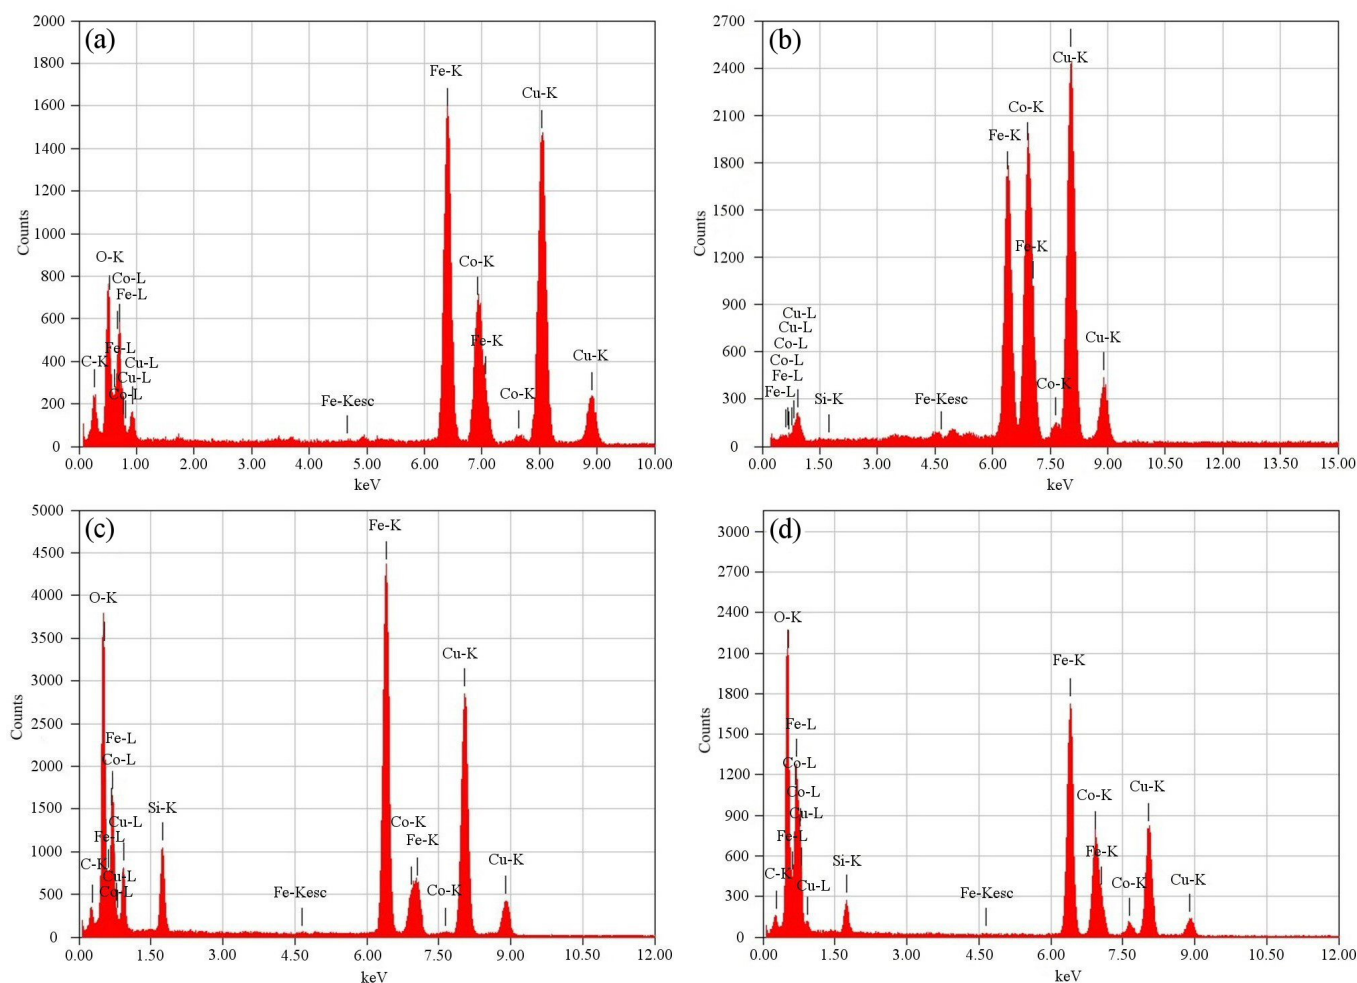 (a)
2000
1800
1600
1400
1200
1000
800
600
400
200
0
Counts
Fe-K
Cu-K
O-K
Co-L
Fe-L
Co-K
Fe-L
C-K
Cu-L
Cu-L
Co-L
Fe-K
Cu-K
Fe-Kesc
Co-K
0.00 1.00 2.00 3.00 4.00 5.00 6.00 7.00 8.00 9.00 10.00
keV
(b)
2700
2400
2100
1800
1500
1200
900
600
300
0
Counts
Cu-K
Co-K
Fe-K
Fe-K
Cu-L
Cu-L
Co-L
Co-L
Fe-L
Fe-L
Si-K
Fe-Kesc
Co-K
Cu-K
0.00 1.50 3.00 4.50 6.00 7.50 9.00 10.50 12.00 13.50 15.00
keV
(c)
5000
4500
4000
3500
3000
2500
2000
1500
1000
500
0
Counts
Fe-K
O-K
Cu-K
Fe-L
Co-L
Si-K
Cu-L
Fe-L
C-K
Cu-L
Co-L
Co-K
Fe-K
Cu-K
Fe-Kesc
Co-K
0.00 1.50 3.00 4.50 6.00 7.50 9.00 10.50 12.00
keV
(d)
3000
2700
2400
2100
1800
1500
1200
900
600
300
0
Counts
O-K
Fe-K
Fe-L
Co-L
Co-L
Cu-L
Fe-L
C-K
Cu-L
Si-K
Fe-Kesc
Co-K
Fe-K
Cu-K
Co-K
Cu-K
0.00 1.50 3.00 4.50 6.00 7.50 9.00 10.50 12.00
keV